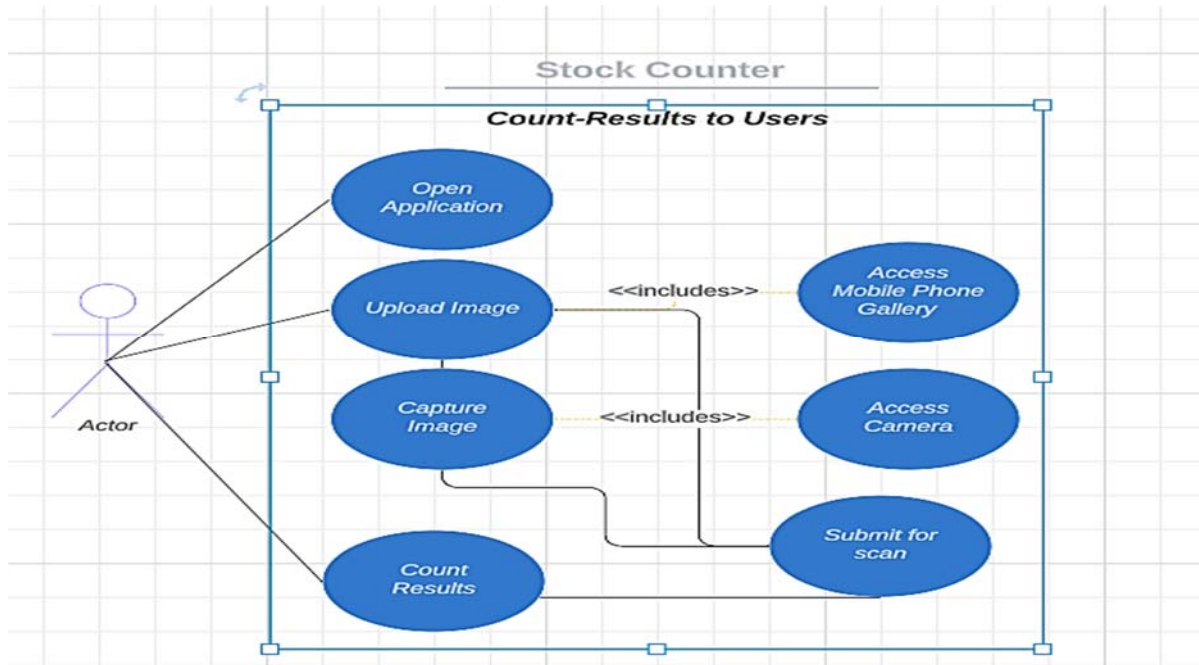 Stock Counter
Count-Results to Users
Open
Application
Upload Image
<<includes>>
Access
Mobile Phone
Gallery
Capture
Image
<<includes>>
Access
Camera
Actor
Submit for
scan
Count
Results